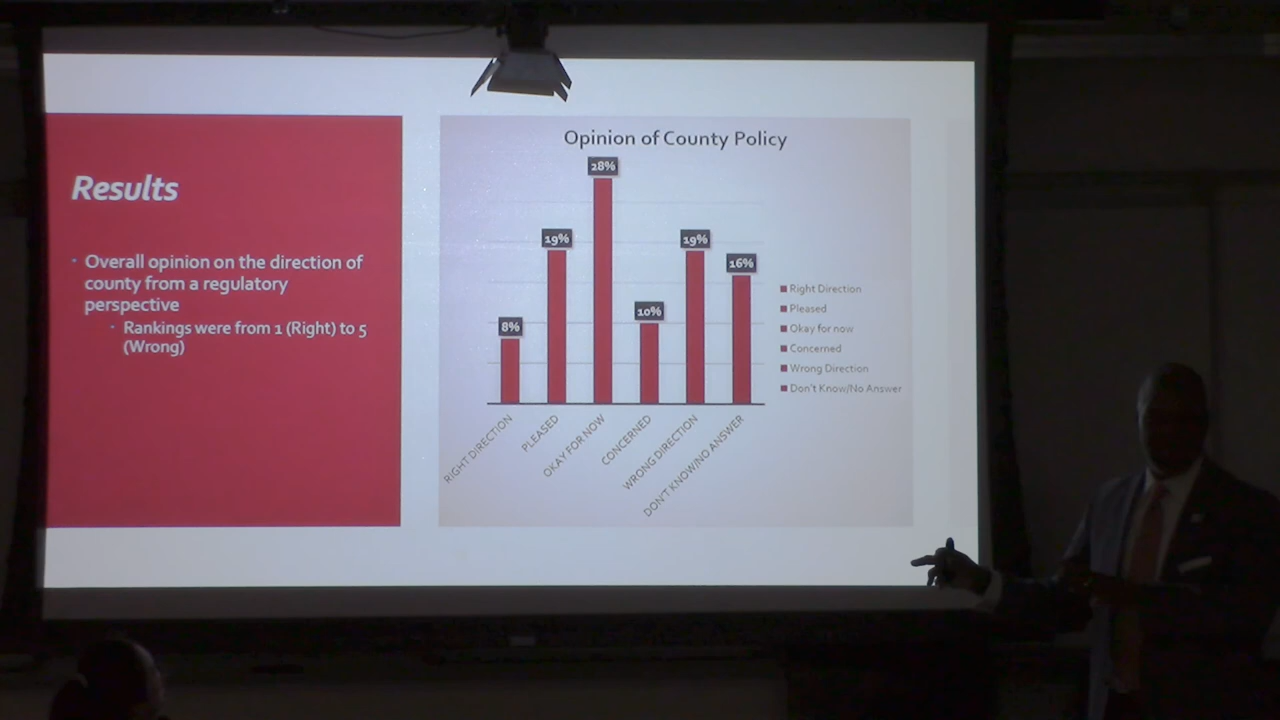 Results
· Overall opinion on the direction of
county from a regulatory
perspective
· Rankings were from 1 (Right) to 5
(Wrong)
Opinion of County Policy
8%
19%
28%
10%
19%
16%
RIGHT DIRECTION
PLEASED
OKAY FOR NOW
CONCERNED
WRONG DIRECTION
DON'T KNOW/NO ANSWER
Right Direction
Pleased
Okay for now
Concerned
Wrong Direction
Don't Know/No Answer